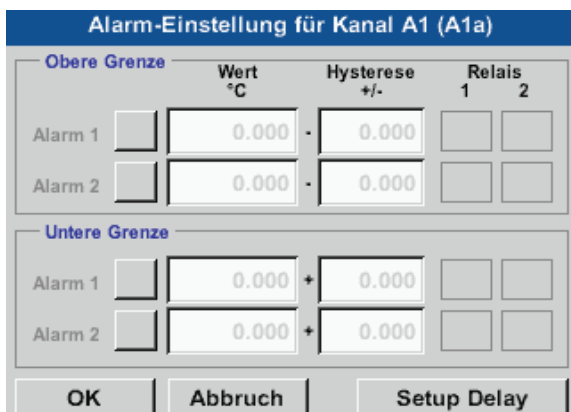 Alarm-Einstellung für Kanal A1 (A1a)
Obere Grenze
Wert Hysterese Relais
°C +/- 1 2
Alarm 1 0.000 - 0.000
Alarm 2 0.000 - 0.000
Untere Grenze
Alarm 1 0.000 + 0.000
Alarm 2 0.000 + 0.000
OK Abbruch Setup Delay